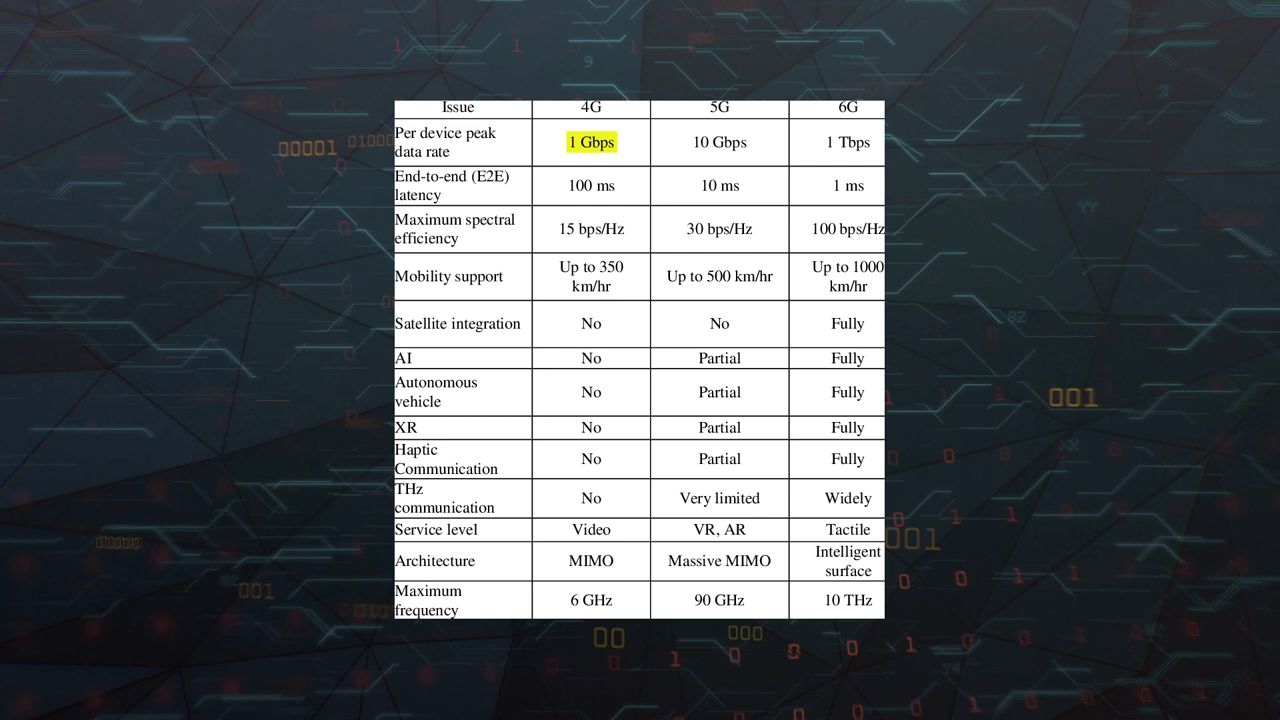 Issue 4G 5G 6G
Per device peak data rate 1 Gbps 10 Gbps 1 Tbps
End-to-end (E2E) latency 100 ms 10 ms 1 ms
Maximum spectral efficiency 15 bps/Hz 30 bps/Hz 100 bps/Hz
Mobility support Up to 350 km/hr Up to 500 km/hr Up to 1000 km/hr
Satellite integration No No Fully
AI No Partial Fully
Autonomous vehicle No Partial Fully
XR No Partial Fully
Haptic Communication No Partial Fully
THz communication No Very limited Widely
Service level Video VR, AR Tactile
Architecture MIMO Massive MIMO Intelligent surface
Maximum frequency 6 GHz 90 GHz 10 THz
00001
001
001
001
00
000